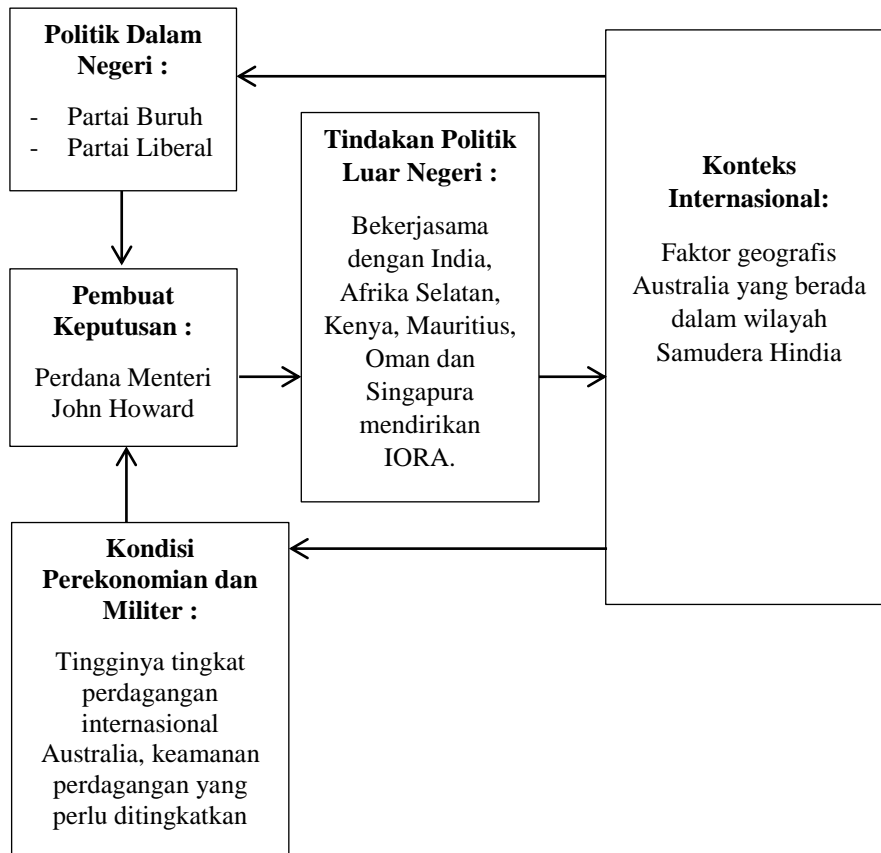 Politik Dalam
Negeri :
- Partai Buruh
- Partai Liberal
Tindakan Politik
Luar Negeri :
Bekerjasama
dengan India,
Afrika Selatan,
Kenya, Mauritius,
Oman dan
Singapura
mendirikan
IORA.
Konteks
Internasional:
Faktor geografis
Australia yang berada
dalam wilayah
Samudera Hindia
Pembuat
Keputusan :
Perdana Menteri
John Howard
Kondisi
Perekonomian dan
Militer :
Tingginya tingkat
perdagangan
internasional
Australia, keamanan
perdagangan yang
perlu ditingkatkan